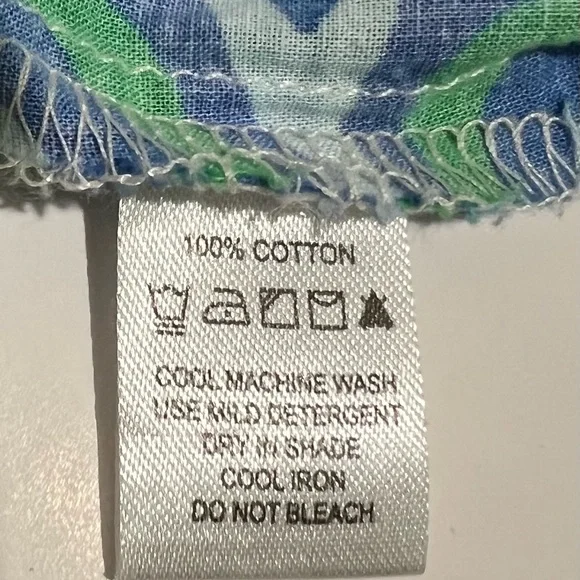 100% COTTON
COOL MACHINE WASH
USE MILD DETERGENT
DRY IN SHADE
COOL IRON
DO NOT BLEACH